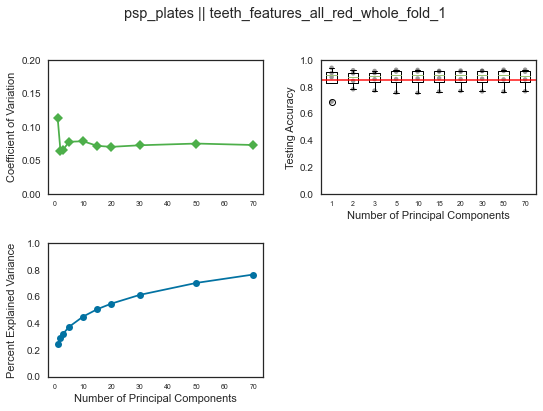 psp_plates || teeth_features_all_red_whole_fold_1
Coefficient of Variation
0.20
0.15
0.10
0.05
0.00
0 10 20 30 40 50 60 70
Testing Accuracy
1.0
0.8
0.6
0.4
0.2
0.0
1 2 3 5 10 15 20 30 50 70
Number of Principal Components
Percent Explained Variance
1.0
0.8
0.6
0.4
0.2
0.0
0 10 20 30 40 50 60 70
Number of Principal Components